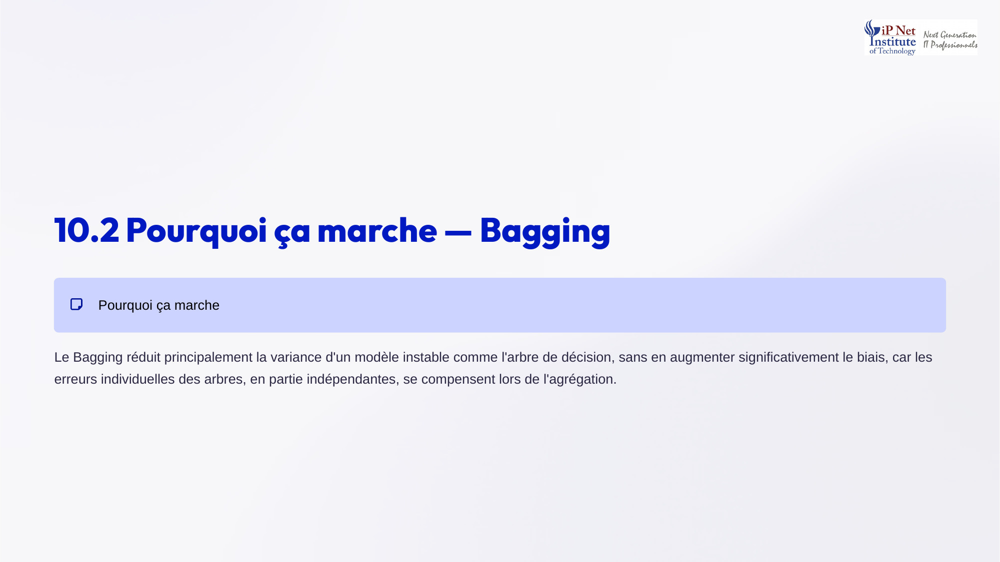 iP Net
Institute
of Technology
Next Generation
IT Professionnels
10.2 Pourquoi ça marche — Bagging
Pourquoi ça marche
Le Bagging réduit principalement la variance d'un modèle instable comme l'arbre de décision, sans en augmenter significativement le biais, car les
erreurs individuelles des arbres, en partie indépendantes, se compensent lors de l'agrégation.